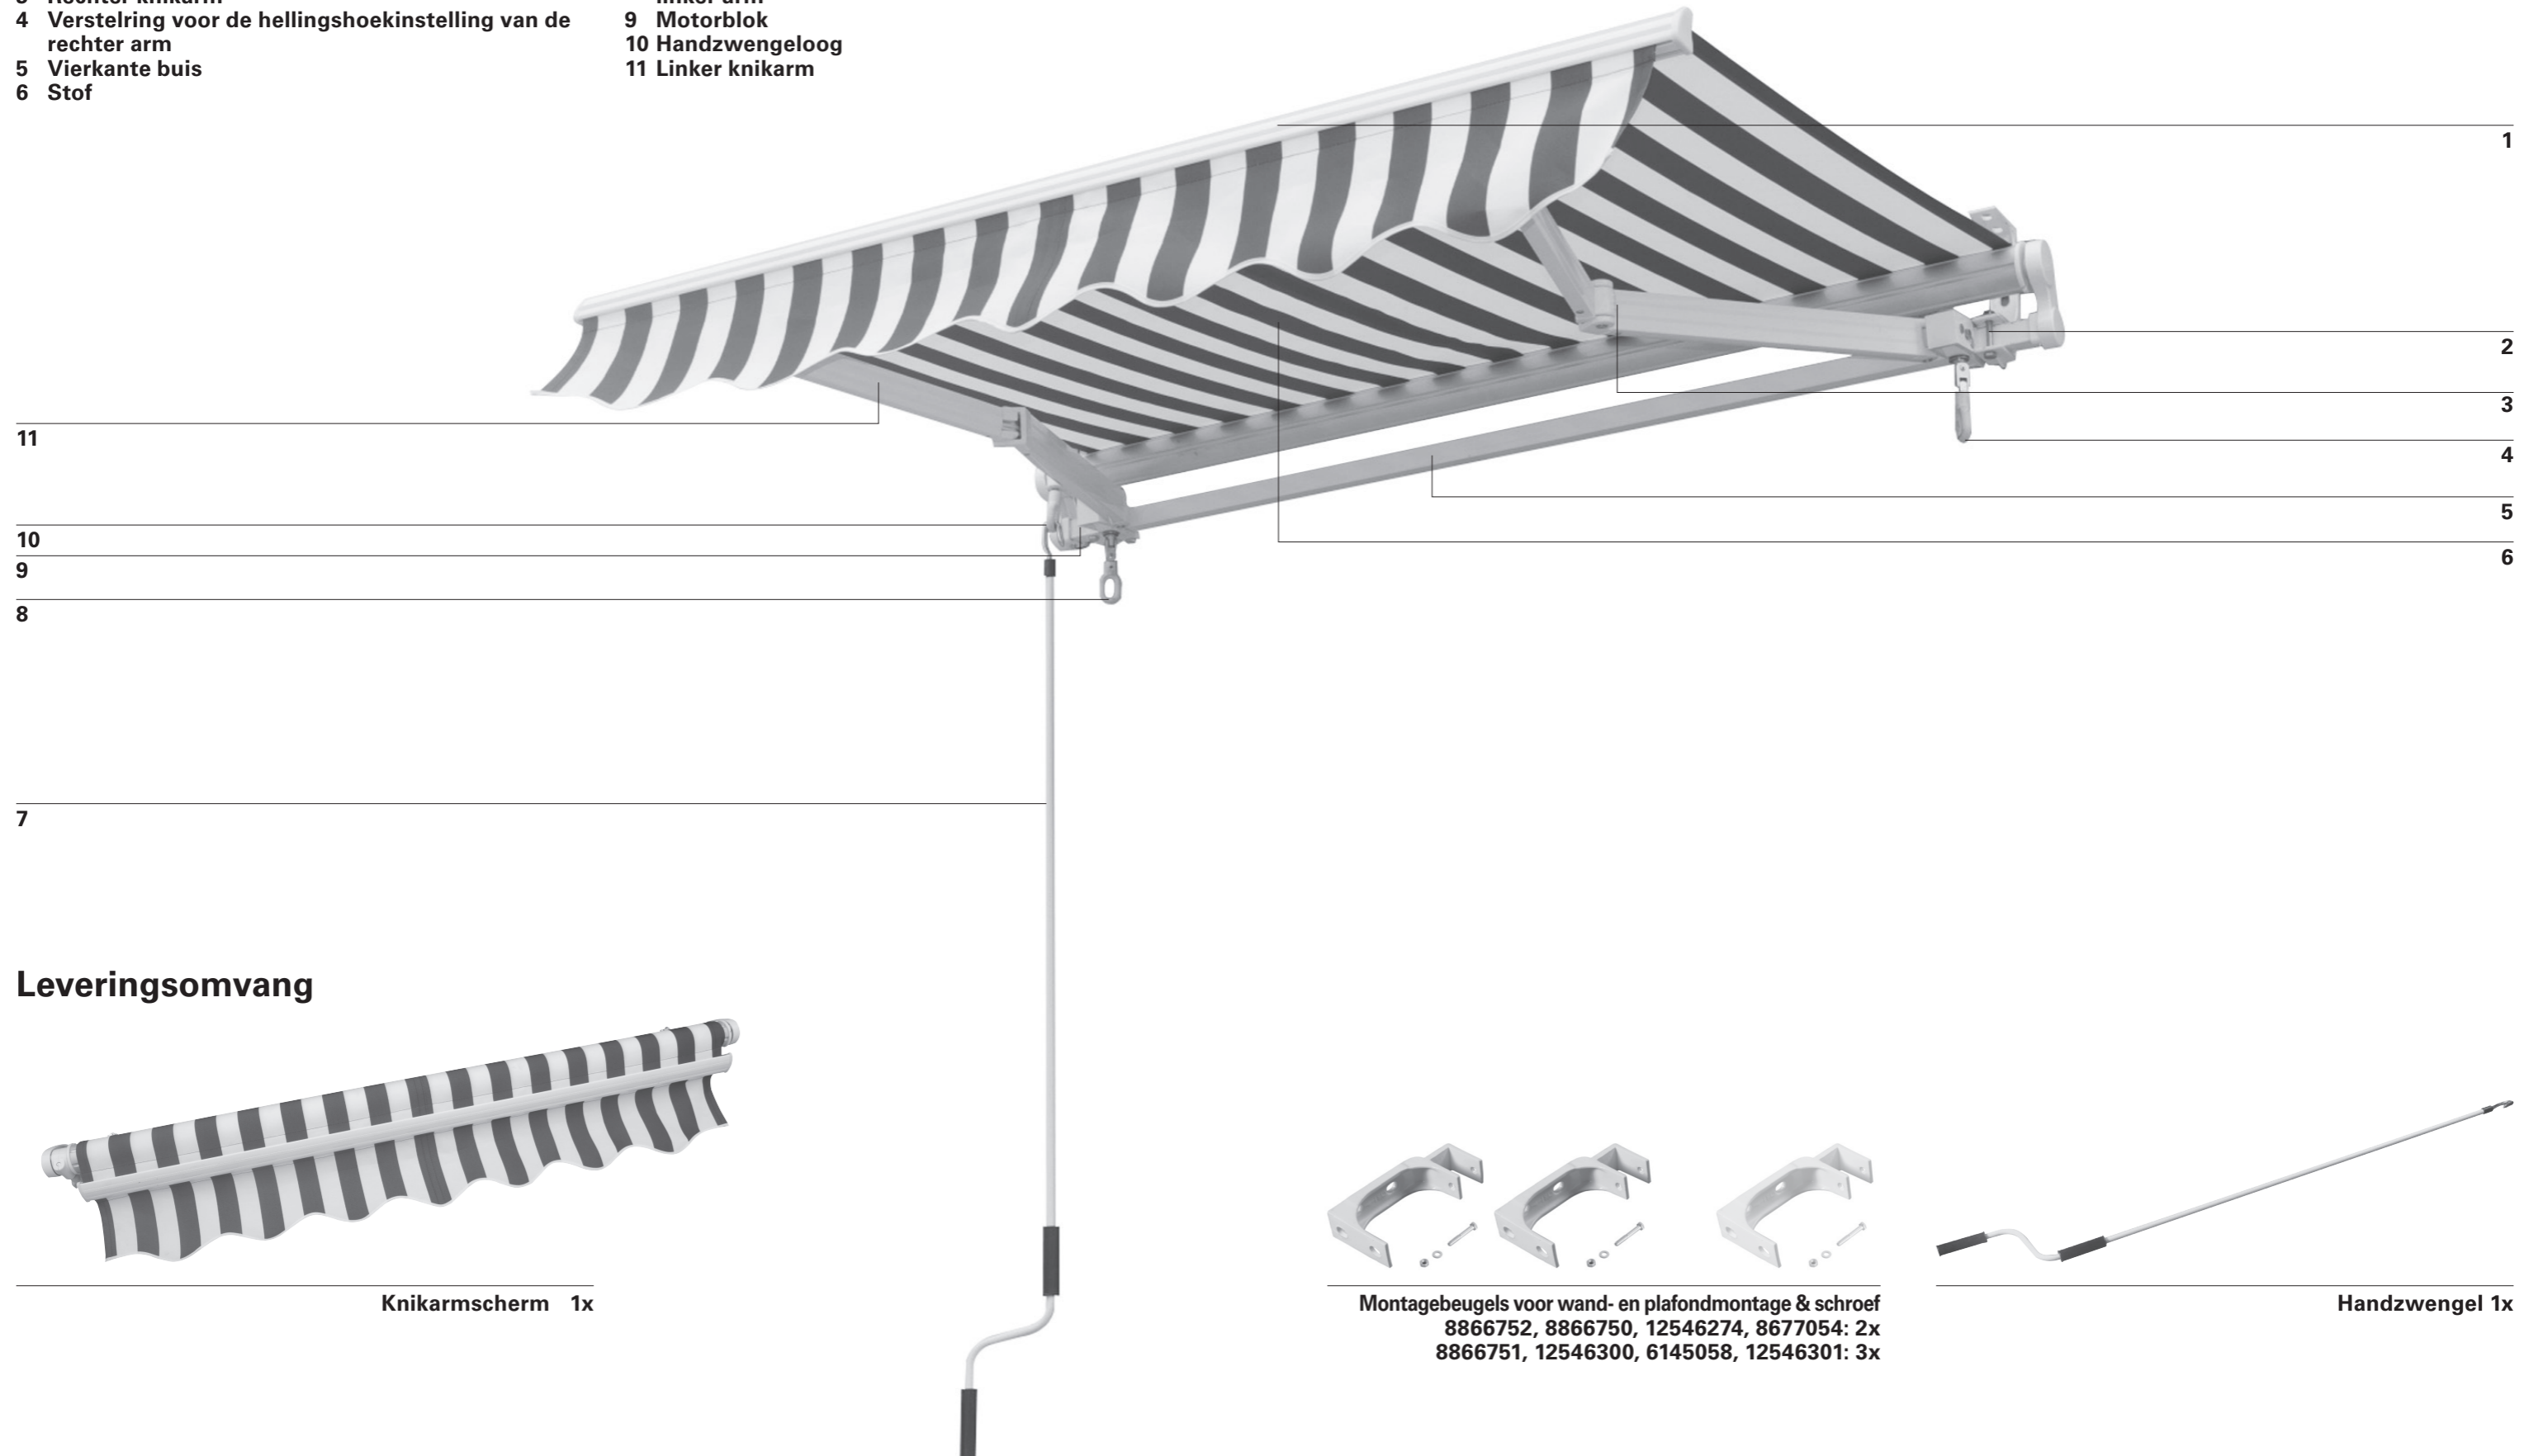 4 Verstelring voor de hellingshoekinstelling van de
rechter arm
5 Vierkante buis
6 Stof
9 Motorblok
10 Handzwengeloog
11 Linker knikarm
1
2
3
4
5
6
11
10
9
8
7
Leveringsomvang
Knikarmscherm 1x
Montagebeugels voor wand- en plafondmontage & schroef
8866752, 8866750, 12546274, 8677054: 2x
8866751, 12546300, 6145058, 12546301: 3x
Handzwengel 1x